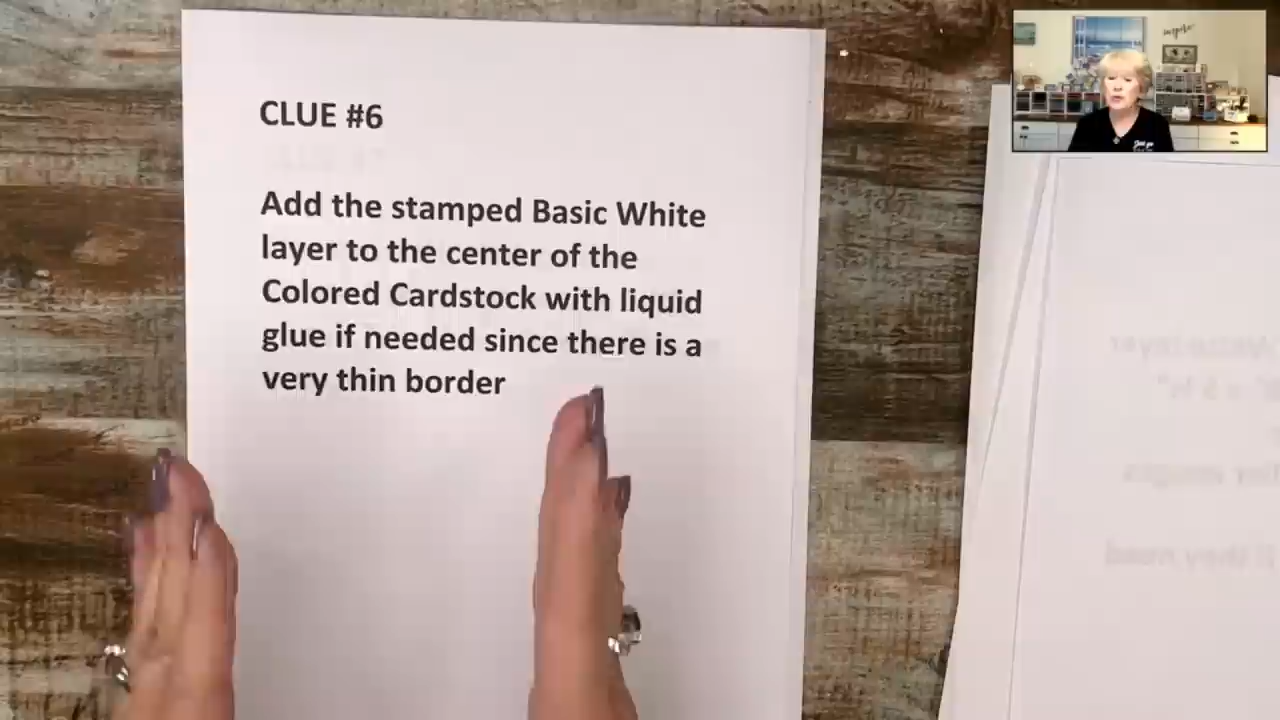 CLUE #6
Add the stamped Basic White
layer to the center of the
Colored Cardstock with liquid
glue if needed since there is a
very thin border
inspire